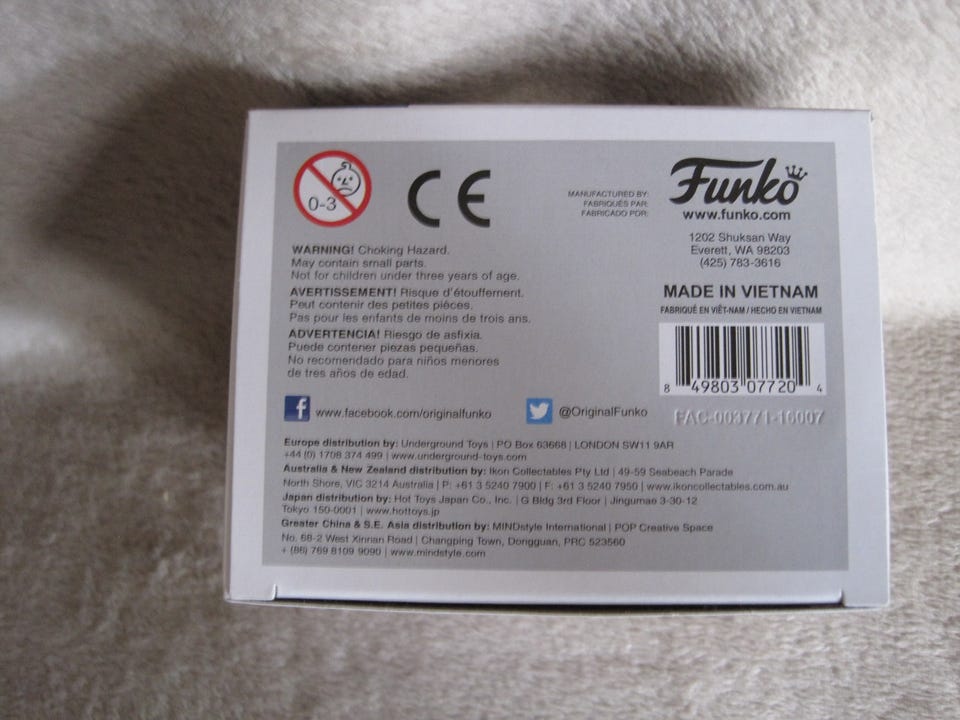 0-3
CE
MANUFACTURED BY:
FABRIQUÉS PAR:
FABRICADO POR:
Funko
www.funko.com
1202 Shuksan Way
Everett, WA 98203
(425) 783-3616
WARNING! Choking Hazard.
May contain small parts.
Not for children under three years of age.
AVERTISSEMENT! Risque d'étouffement.
Peut contenir des petites pièces.
Pas pour les enfants de moins de trois ans.
ADVERTENCIA! Riesgo de asfixia.
Puede contener piezas pequeñas.
No recomendado para niños menores
de tres años de edad.
MADE IN VIETNAM
FABRIQUÉ EN VIÊT-NAM / HECHO EN VIETNAM
8 49803 07720 4
FAC-003771-16007
www.facebook.com/originalfunko
@OriginalFunko
Europe distribution by: Underground Toys | PO Box 63668 | LONDON SW11 9AR
+44 (0) 1708 374 499 | www.underground-toys.com
Australia & New Zealand distribution by: Ikon Collectables Pty Ltd | 49-59 Seabeach Parade
North Shore, VIC 3214 Australia | P: +61 3 5240 7900 | F: +61 3 5240 7950 | www.ikoncollectables.com.au
Japan distribution by: Hot Toys Japan Co., Inc. | G Bldg 3rd Floor | Jingumae 3-30-12
Tokyo 150-0001 | www.hottoys.jp
Greater China & S.E. Asia distribution by: MINDstyle International | POP Creative Space
No. 68-2 West Xinnan Road | Changping Town, Dongguan, PRC 523560
+ (86) 769 8109 9090 | www.mindstyle.com